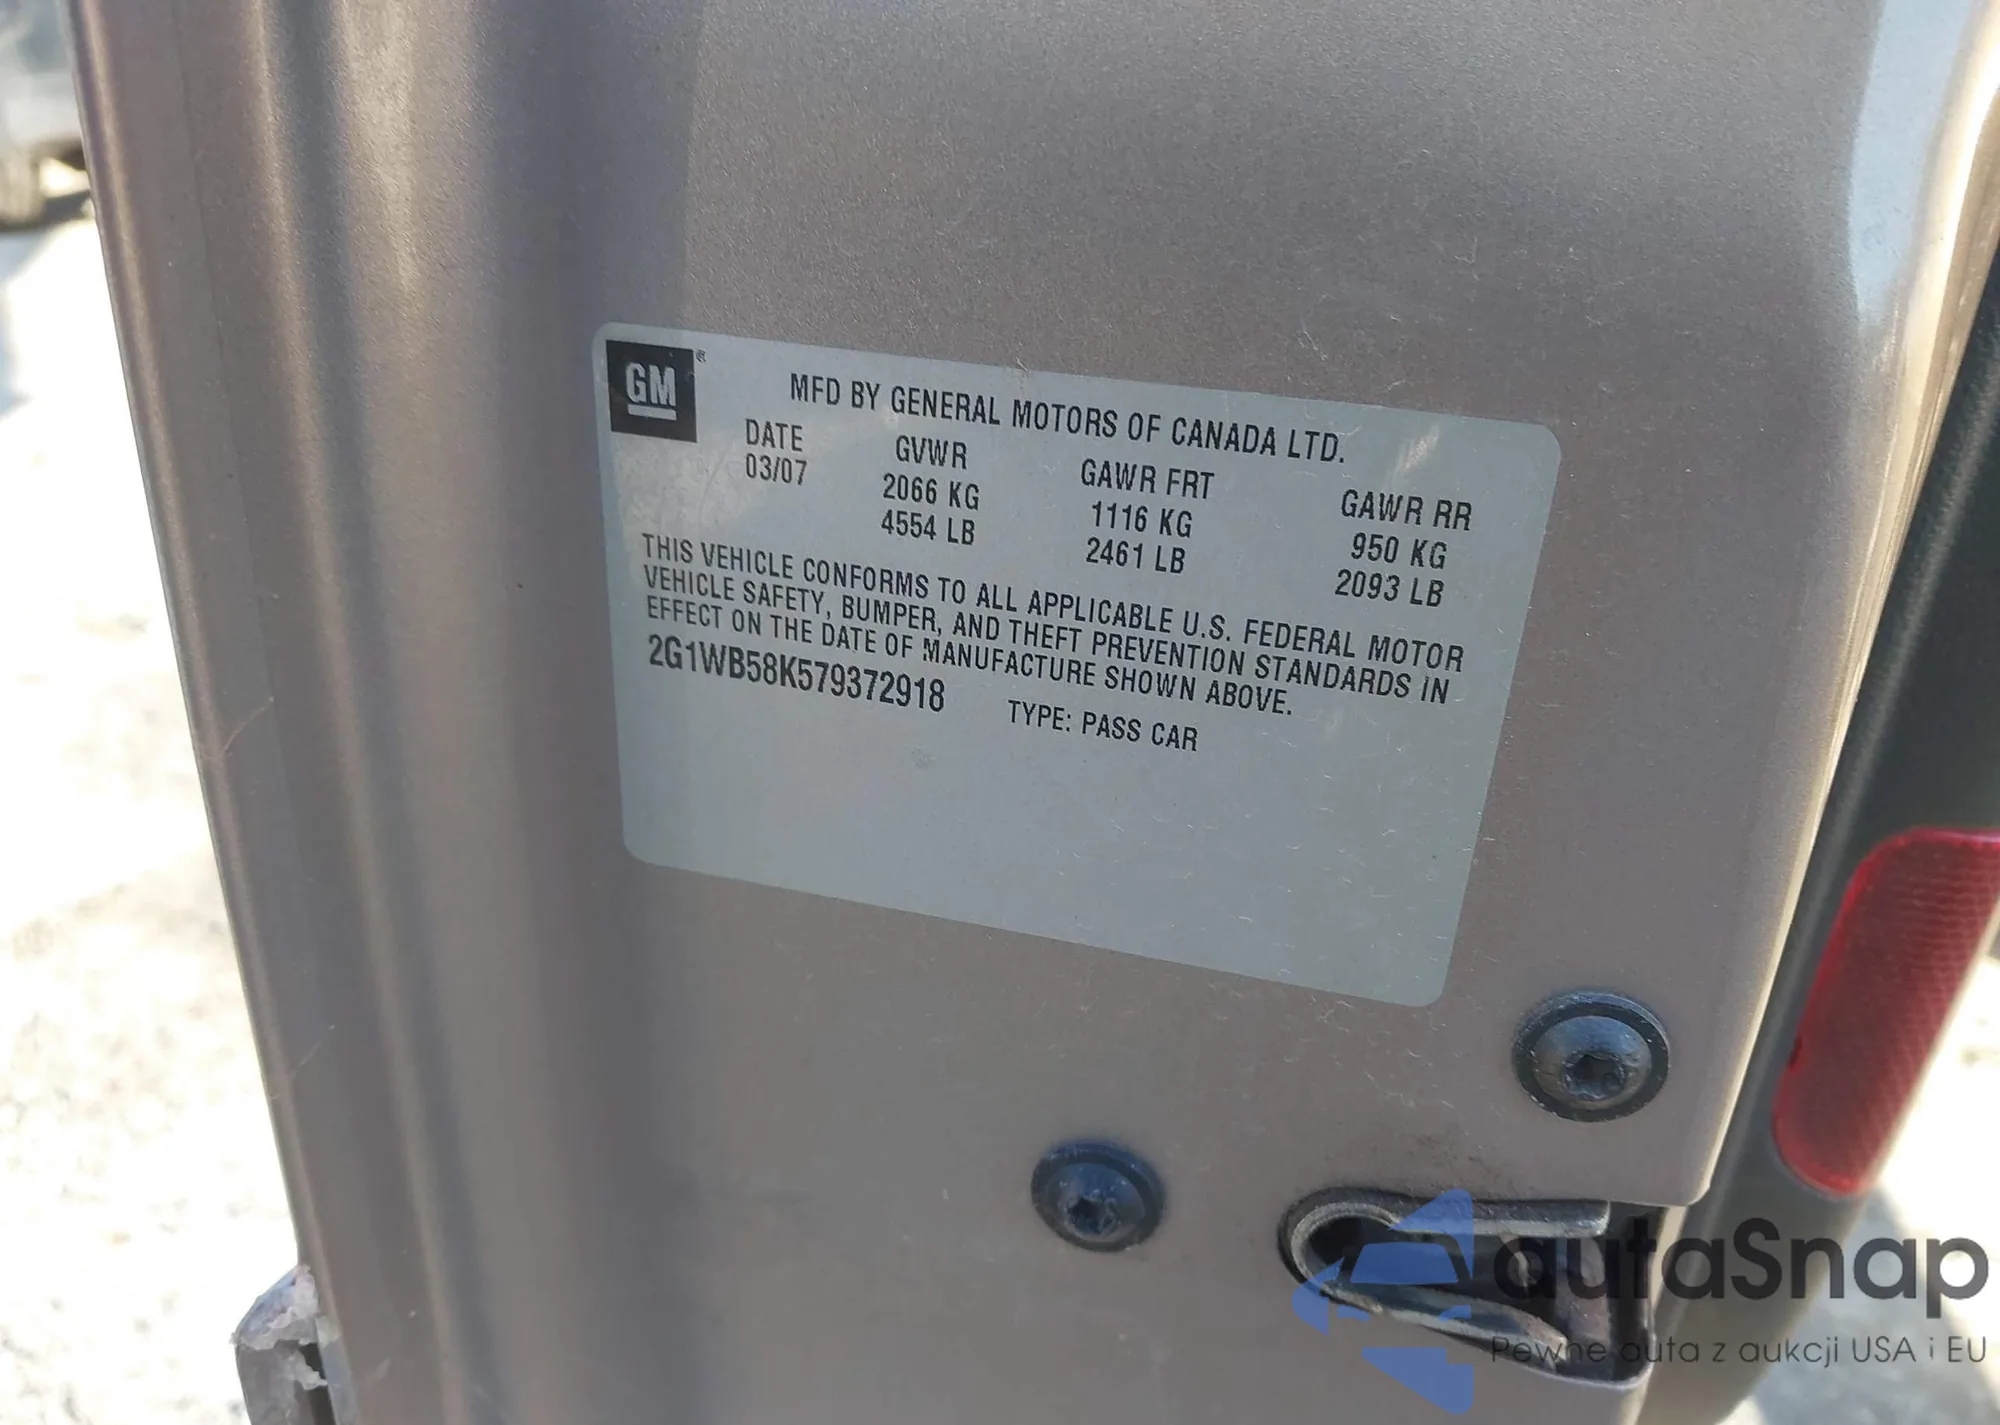 GM ®
MFD BY GENERAL MOTORS OF CANADA LTD.
DATE GVWR GAWR FRT GAWR RR
03/07 2066 KG 1116 KG 950 KG
4554 LB 2461 LB 2093 LB
THIS VEHICLE CONFORMS TO ALL APPLICABLE U.S. FEDERAL MOTOR
VEHICLE SAFETY, BUMPER, AND THEFT PREVENTION STANDARDS IN
EFFECT ON THE DATE OF MANUFACTURE SHOWN ABOVE.
2G1WB58K579372918 TYPE: PASS CAR
autaSnap
Pewne auta z aukcji USA i EU